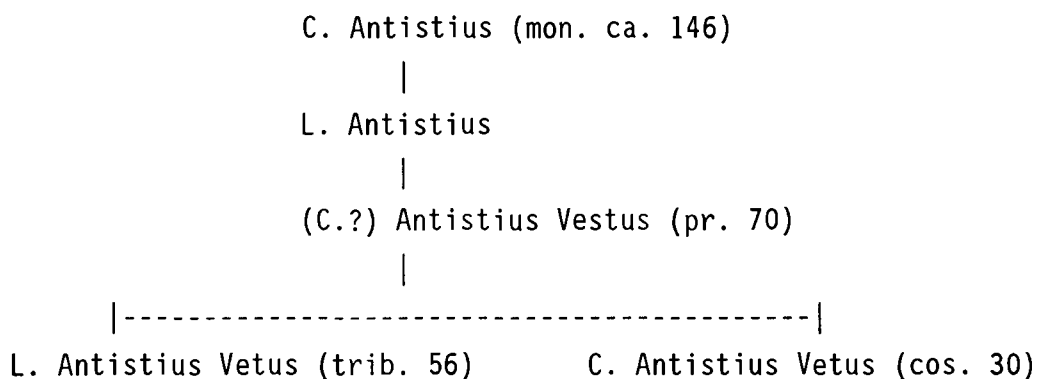 C. Antistius (mon. ca. 146)
L. Antistius
(C.?) Antistius Vestus (pr. 70)
L. Antistius Vetus (trib. 56) C. Antistius Vetus (cos. 30)